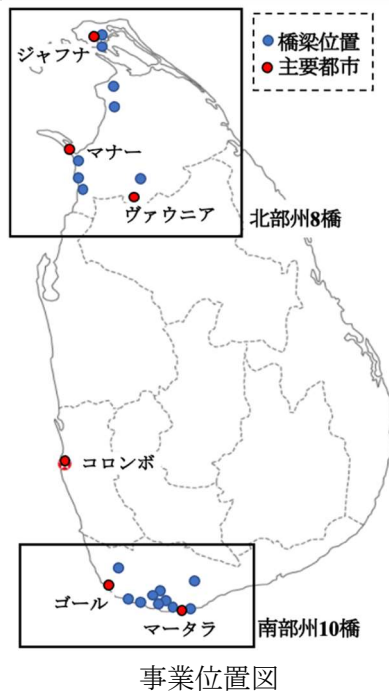 ジャフナ
橋梁位置
主要都市
マナー
ヴァウニア
北部州8橋
コロンボ
ゴール
マータラ
南部州10橋
事業位置図